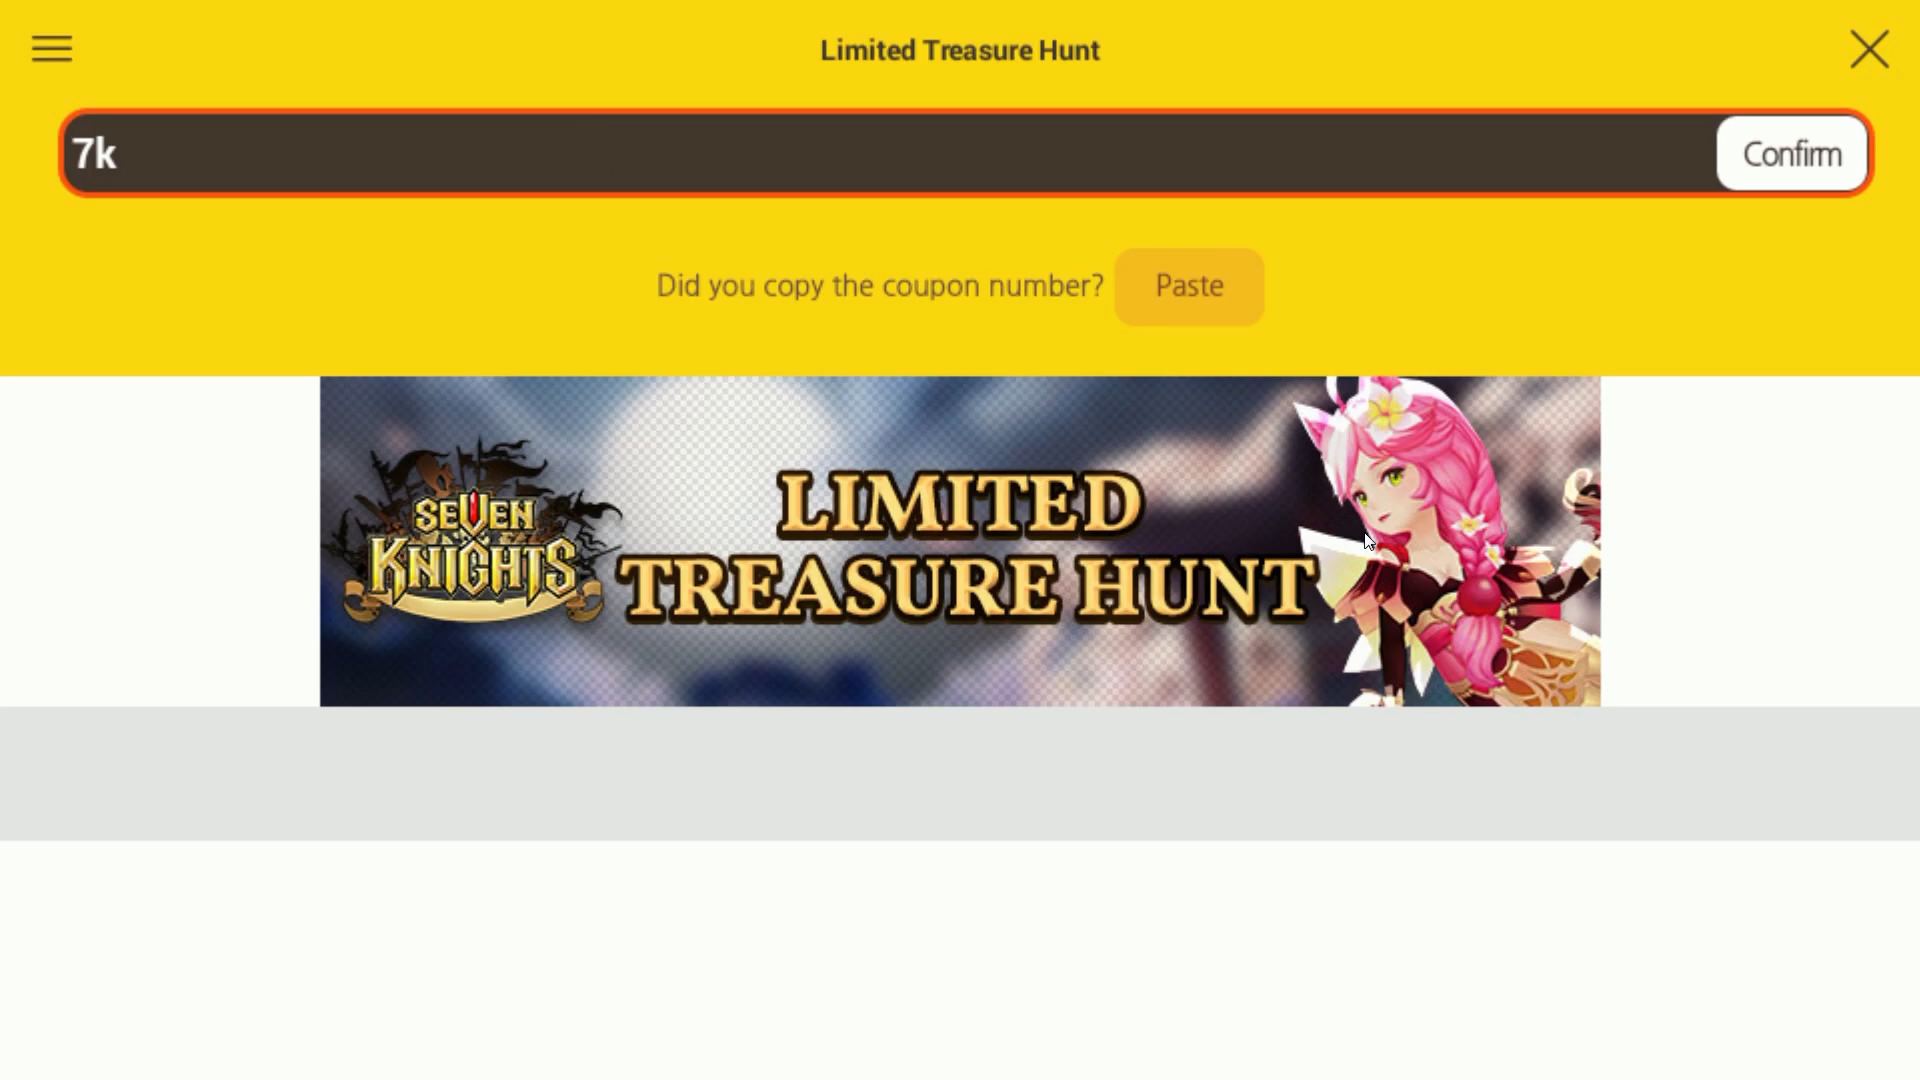 Limited Treasure Hunt
7k
Confirm
Did you copy the coupon number?
Paste
SEVEN
KNIGHTS
LIMITED
TREASURE HUNT